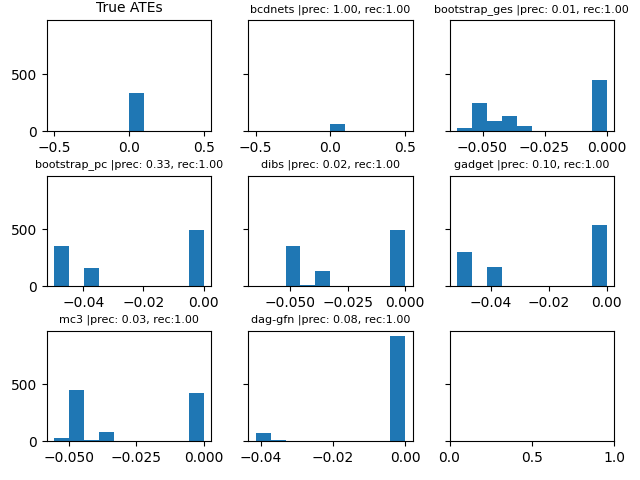 True ATEs
bcdnets |prec: 1.00, rec:1.00
bootstrap_ges |prec: 0.01, rec:1.00
500
0
−0.5 0.0 0.5
−0.5 0.0 0.5
−0.050 −0.025 0.000
bootstrap_pc |prec: 0.33, rec:1.00
dibs |prec: 0.02, rec:1.00
gadget |prec: 0.10, rec:1.00
500
0
−0.04 −0.02 0.00
−0.050 −0.025 0.000
−0.04 −0.02 0.00
mc3 |prec: 0.03, rec:1.00
dag-gfn |prec: 0.08, rec:1.00
500
0
−0.050 −0.025 0.000
−0.04 −0.02 0.00
0.0 0.5 1.0